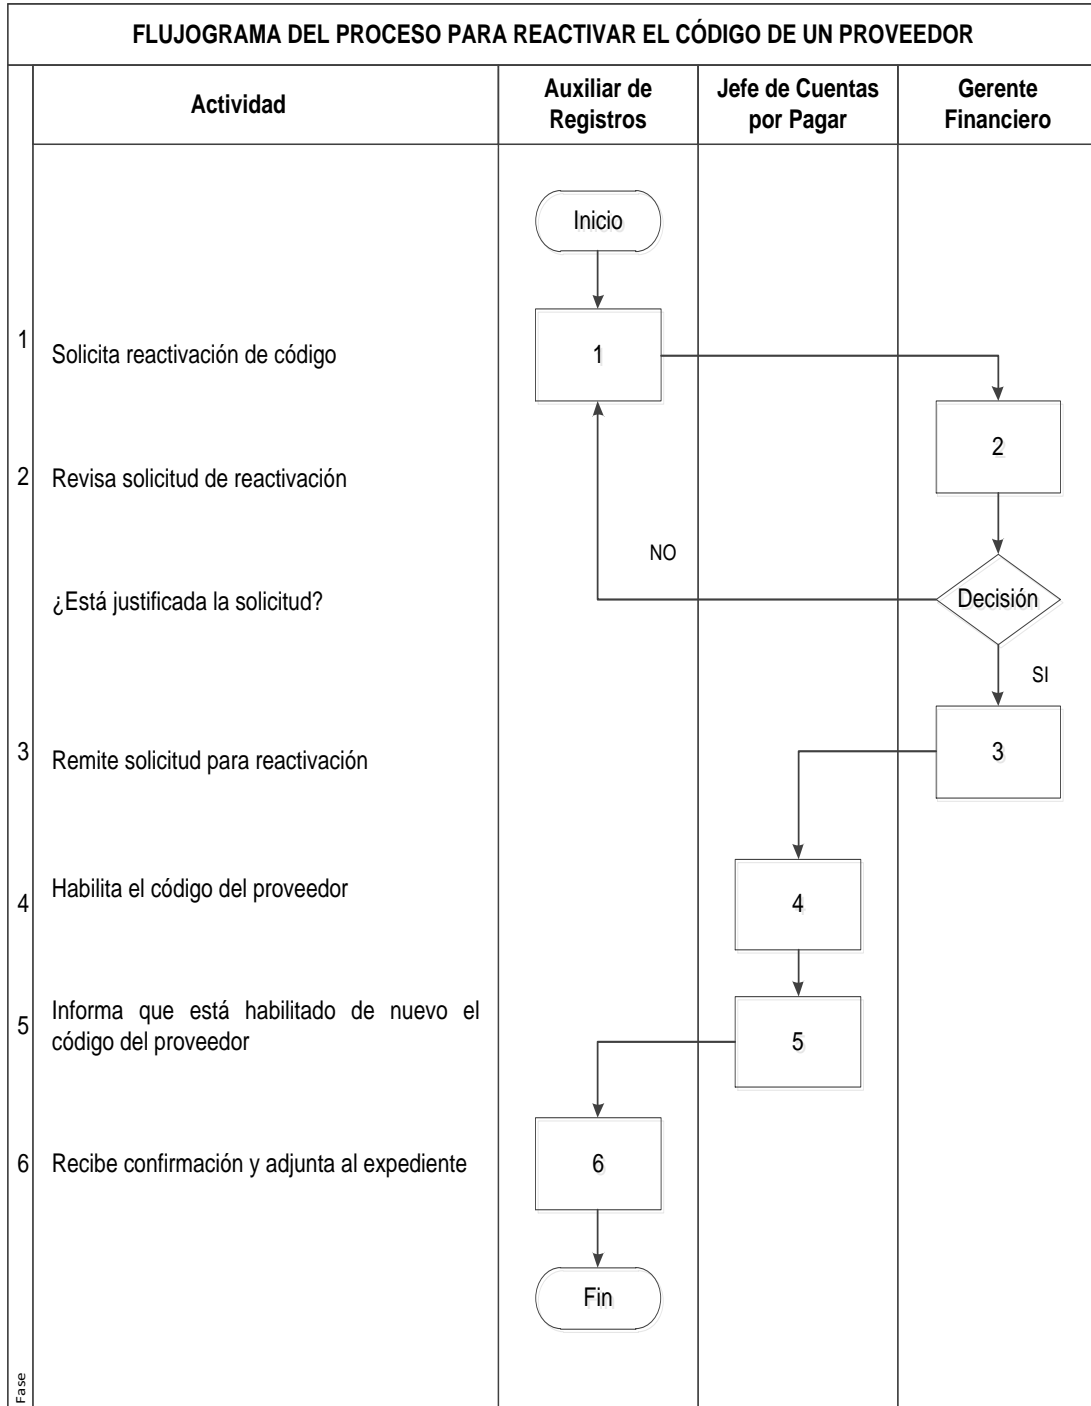 FLUJOGRAMA DEL PROCESO PARA REACTIVAR EL CÓDIGO DE UN PROVEEDOR
Actividad
Auxiliar de
Registros
Jefe de Cuentas
por Pagar
Gerente
Financiero
Inicio
1
Solicita reactivación de código
1
2
2
Revisa solicitud de reactivación
NO
¿Está justificada la solicitud?
Decisión
SI
3
Remite solicitud para reactivación
3
4
Habilita el código del proveedor
4
5
Informa que está habilitado de nuevo el
código del proveedor
5
6
Recibe confirmación y adjunta al expediente
6
Fin
Fase